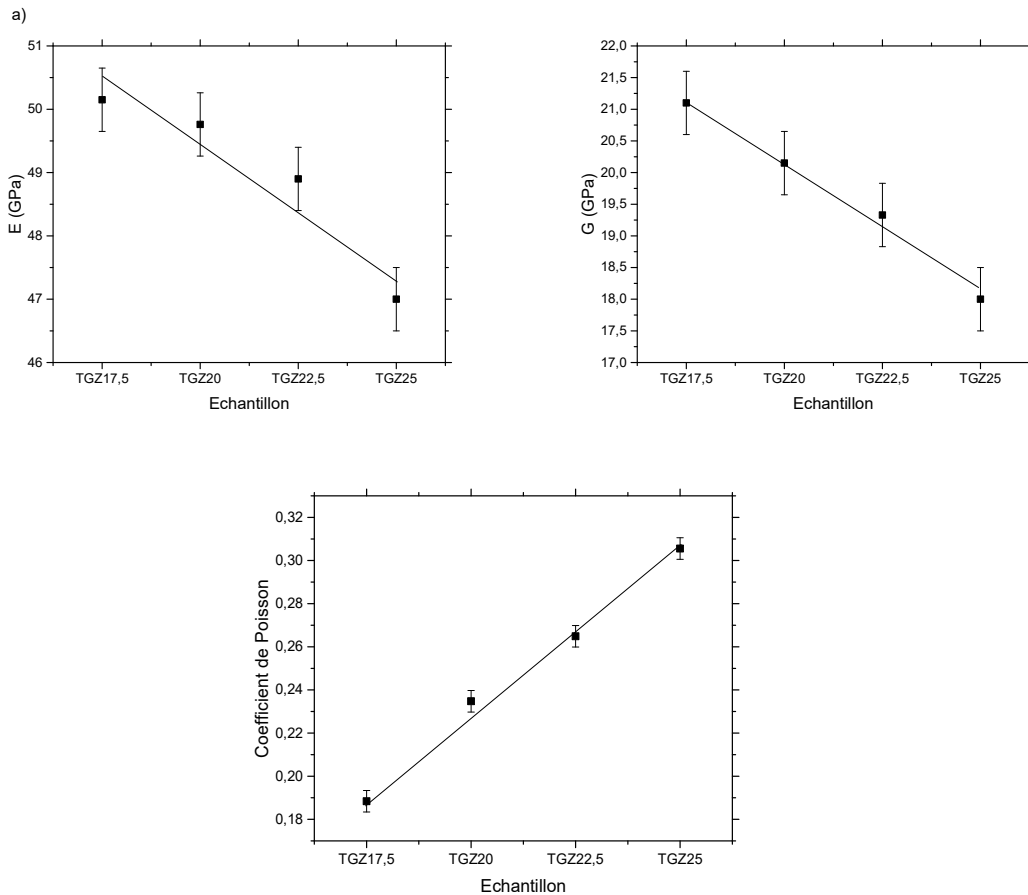 a)
51
50
49
48
47
46
E (GPa)
TGZ17,5 TGZ20 TGZ22,5 TGZ25
Echantillon
22,0
21,5
21,0
20,5
20,0
19,5
19,0
18,5
18,0
17,5
17,0
G (GPa)
TGZ17,5 TGZ20 TGZ22,5 TGZ25
Echantillon
0,32
0,30
0,28
0,26
0,24
0,22
0,20
0,18
Coefficient de Poisson
TGZ17,5 TGZ20 TGZ22,5 TGZ25
Echantillon